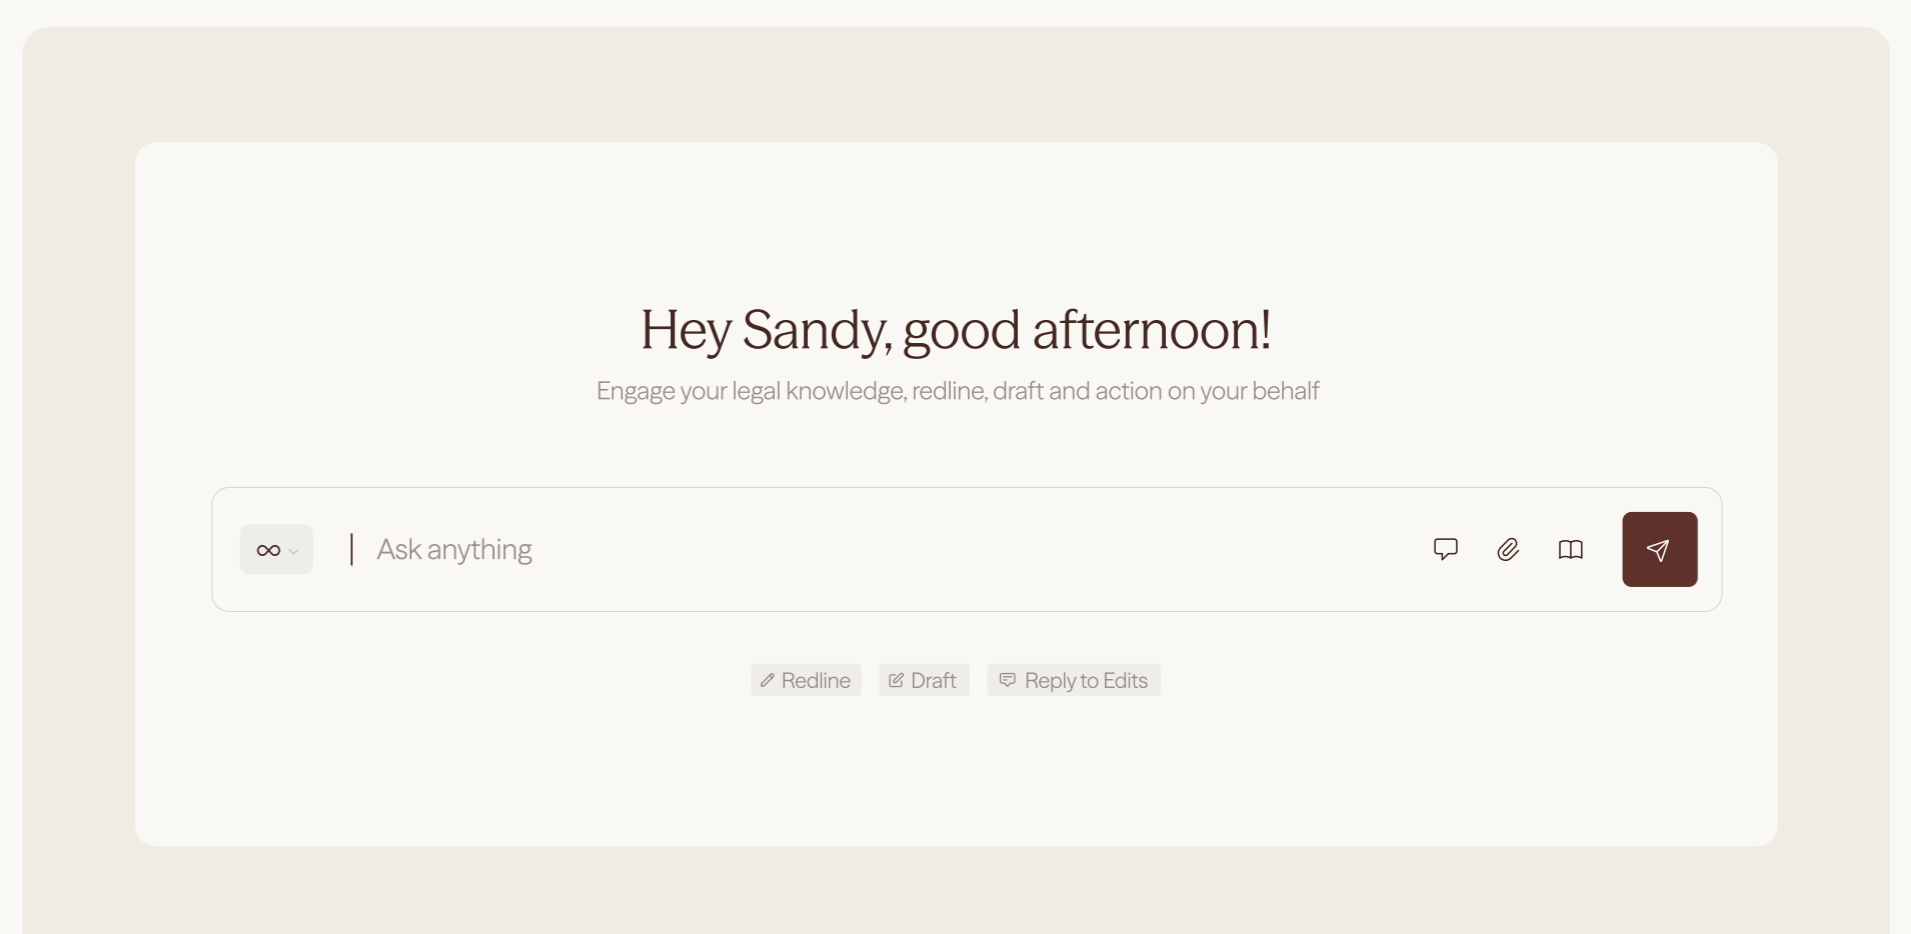 Hey Sandy, good afternoon!
Engage your legal knowledge, redline, draft and action on your behalf
Ask anything
Redline Draft Reply to Edits